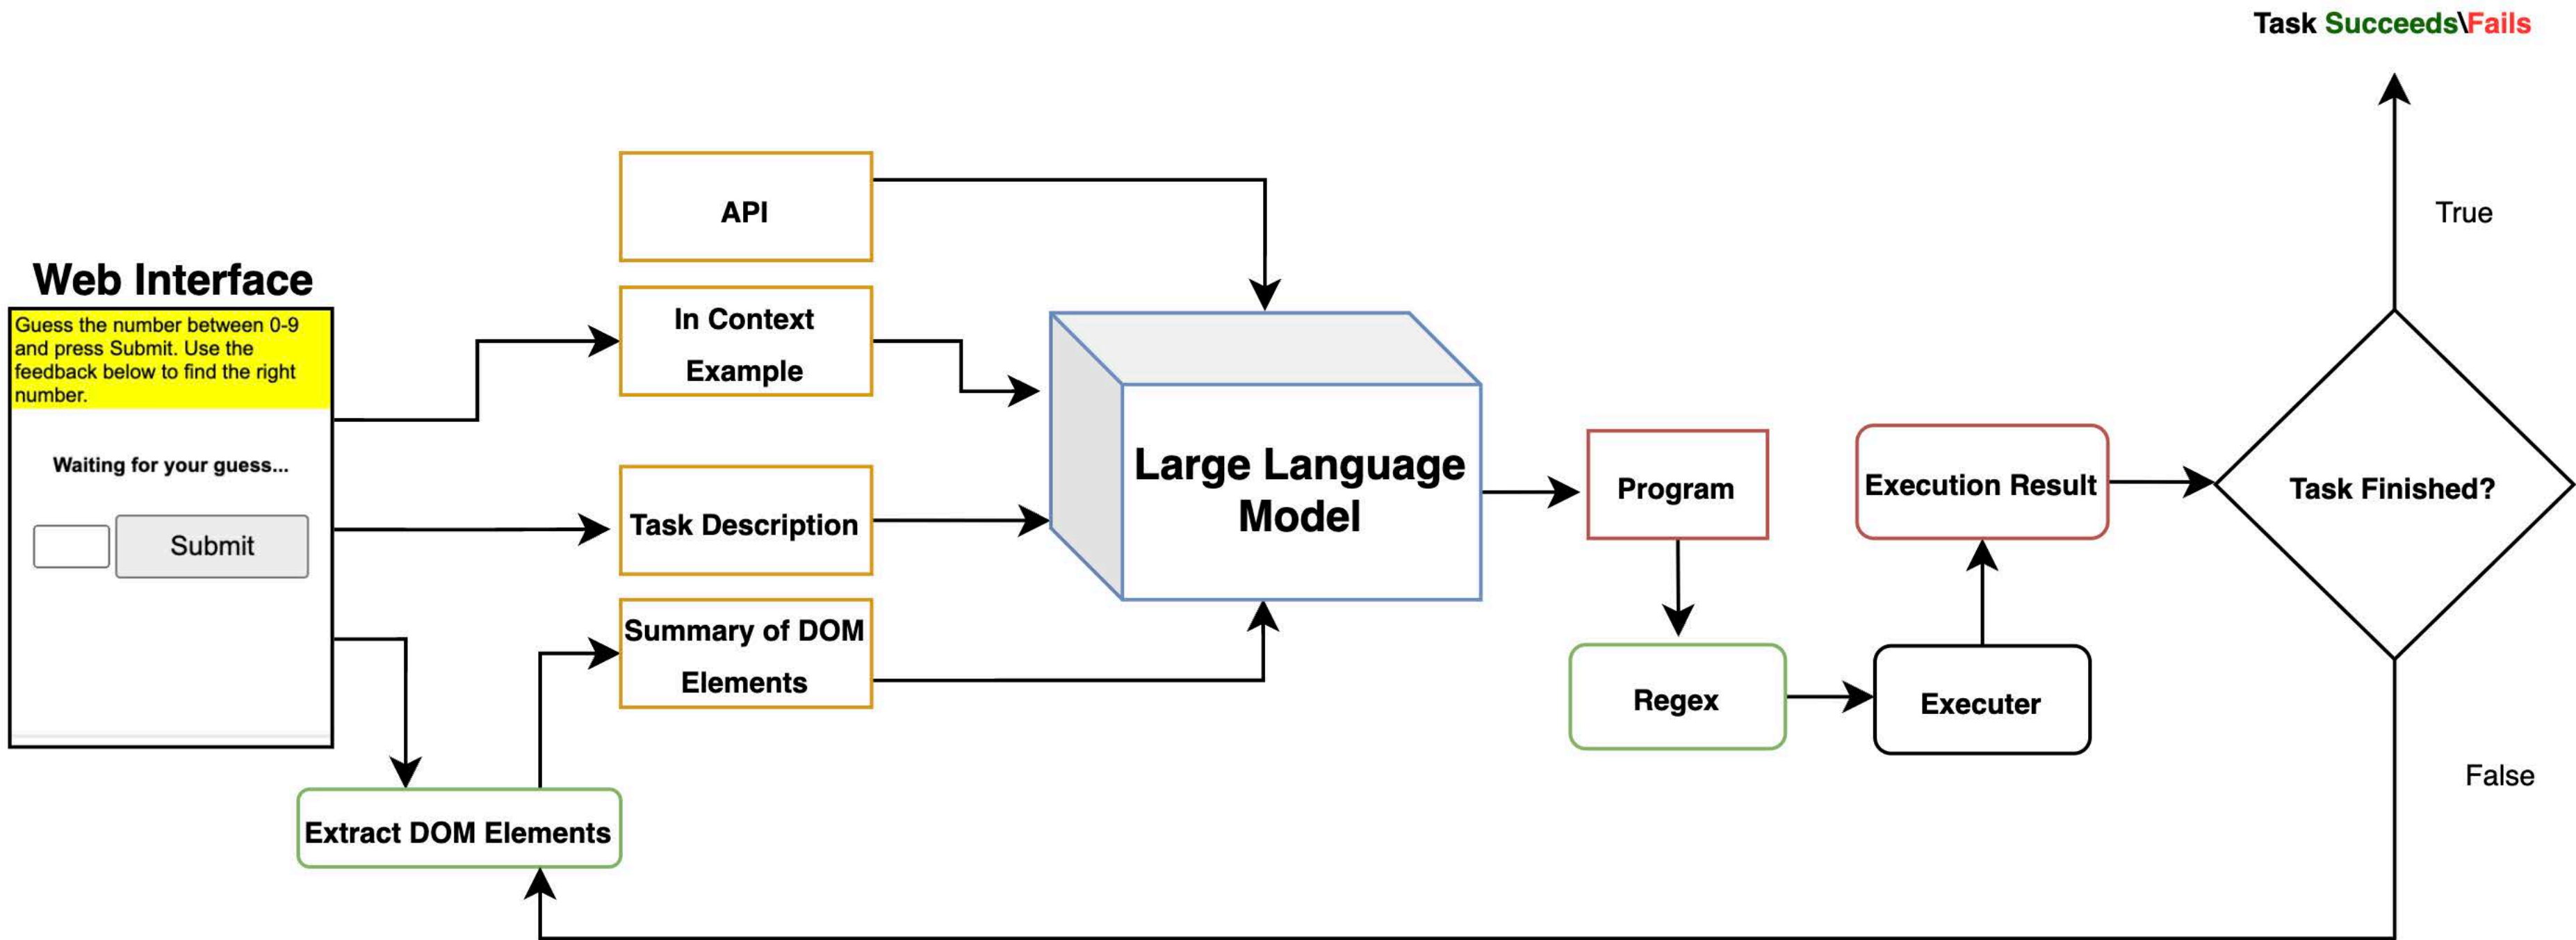 Task Succeeds\Fails
True
API
Web Interface
Guess the number between 0-9
and press Submit. Use the
feedback below to find the right
number.
Waiting for your guess...
Submit
In Context
Example
Task Description
Summary of DOM
Elements
Extract DOM Elements
Large Language
Model
Program
Regex
Executer
Execution Result
Task Finished?
False